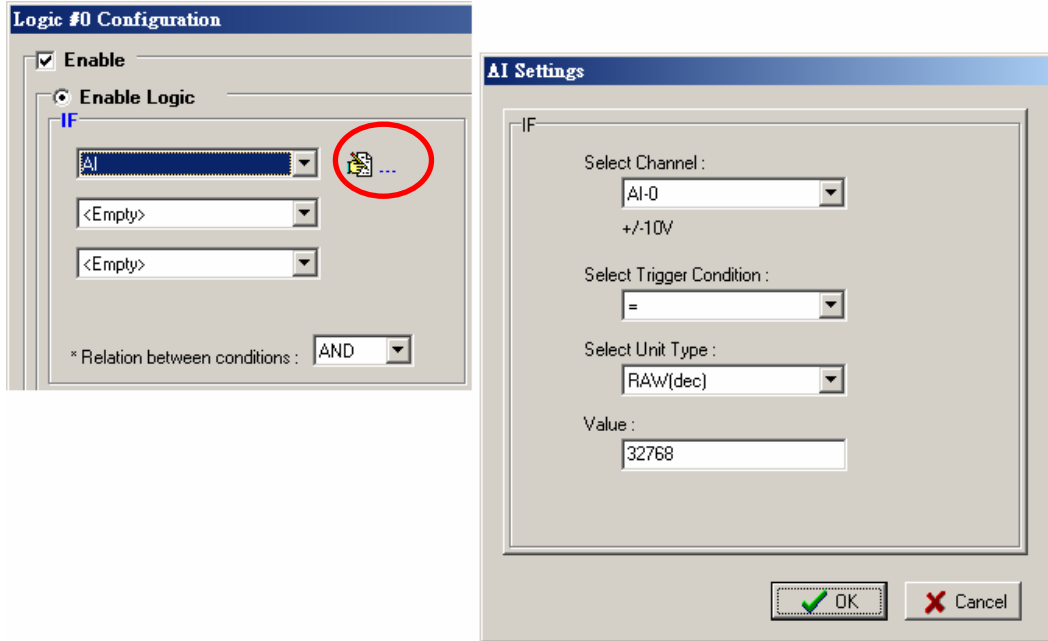 Logic #0 Configuration
Enable
Enable Logic
IF
AI
...
<Empty>
<Empty>
* Relation between conditions : AND
AI Settings
IF
Select Channel :
AI-0
+/-10V
Select Trigger Condition :
=
Select Unit Type :
RAW(dec)
Value :
32768
OK Cancel